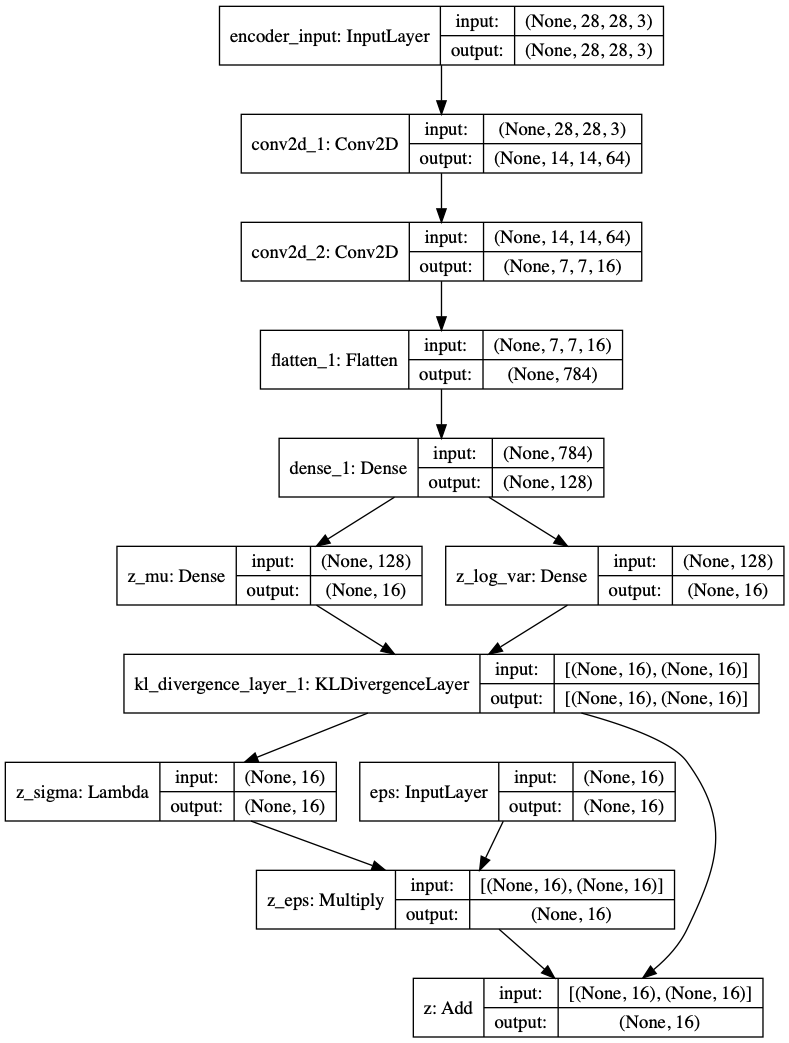 encoder_input: InputLayer
input:
(None, 28, 28, 3)
output:
(None, 28, 28, 3)
conv2d_1: Conv2D
input:
(None, 28, 28, 3)
output:
(None, 14, 14, 64)
conv2d_2: Conv2D
input:
(None, 14, 14, 64)
output:
(None, 7, 7, 16)
flatten_1: Flatten
input:
(None, 7, 7, 16)
output:
(None, 784)
dense_1: Dense
input:
(None, 784)
output:
(None, 128)
z_mu: Dense
input:
(None, 128)
output:
(None, 16)
z_log_var: Dense
input:
(None, 128)
output:
(None, 16)
kl_divergence_layer_1: KLDivergenceLayer
input:
[(None, 16), (None, 16)]
output:
[(None, 16), (None, 16)]
z_sigma: Lambda
input:
(None, 16)
output:
(None, 16)
eps: InputLayer
input:
(None, 16)
output:
(None, 16)
z_eps: Multiply
input:
[(None, 16), (None, 16)]
output:
(None, 16)
z: Add
input:
[(None, 16), (None, 16)]
output:
(None, 16)